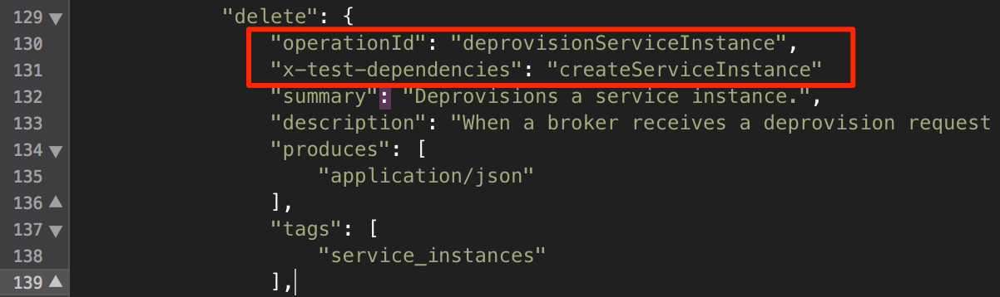 129 "delete": {
130 "operationId": "deprovisionServiceInstance",
131 "x-test-dependencies": "createServiceInstance"
132 "summary": "Deprovisions a service instance.",
133 "description": "When a broker receives a deprovision request
134 "produces": [
135 "application/json"
136 ],
137 "tags": [
138 "service_instances"
139 ],